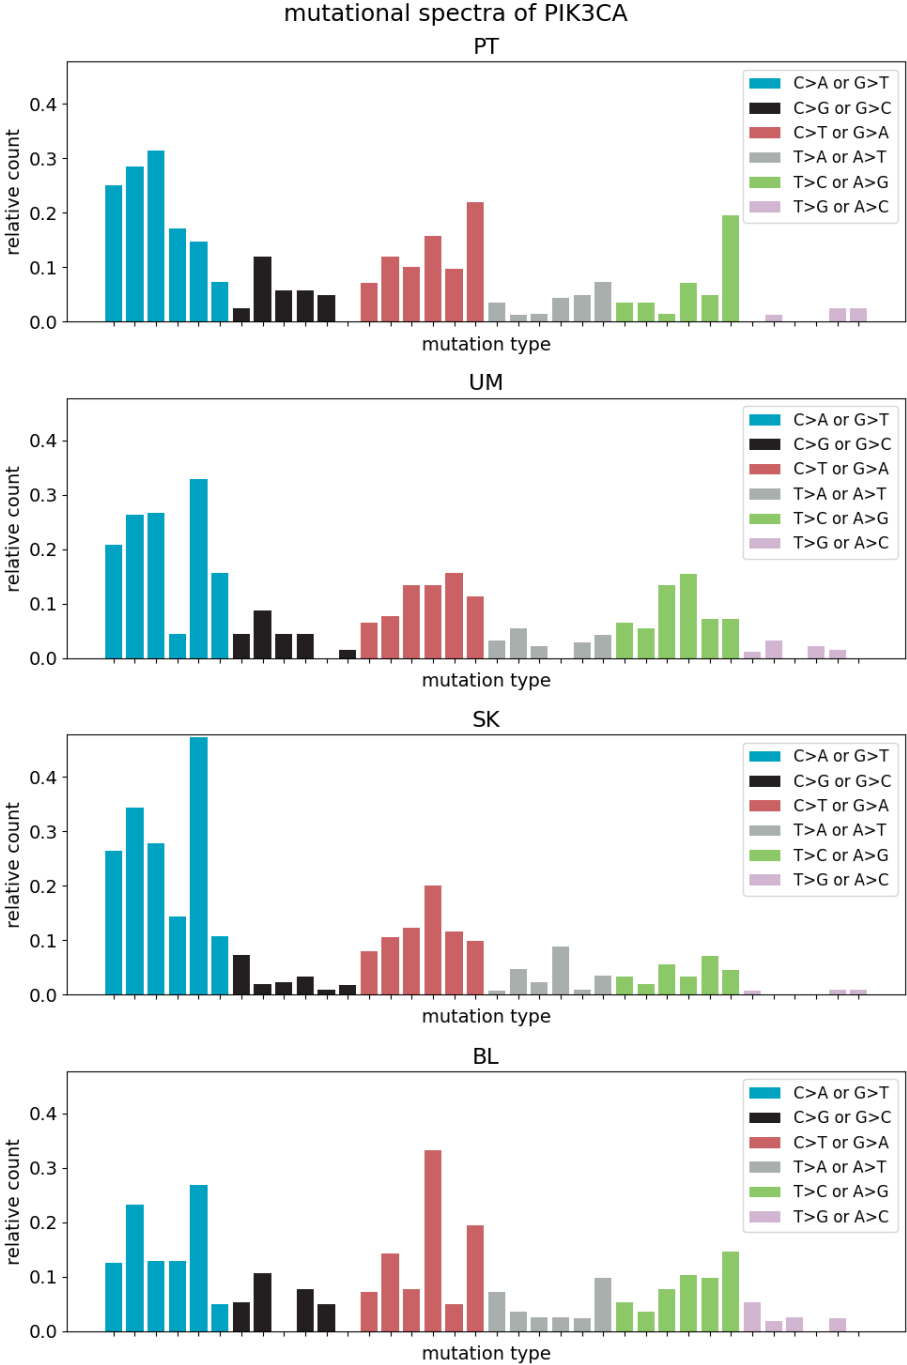 mutational spectra of PIK3CA
PT
relative count
0.4
0.3
0.2
0.1
0.0
C>A or G>T
C>G or G>C
C>T or G>A
T>A or A>T
T>C or A>G
T>G or A>C
mutation type
UM
relative count
0.4
0.3
0.2
0.1
0.0
C>A or G>T
C>G or G>C
C>T or G>A
T>A or A>T
T>C or A>G
T>G or A>C
mutation type
SK
relative count
0.4
0.3
0.2
0.1
0.0
C>A or G>T
C>G or G>C
C>T or G>A
T>A or A>T
T>C or A>G
T>G or A>C
mutation type
BL
relative count
0.4
0.3
0.2
0.1
0.0
C>A or G>T
C>G or G>C
C>T or G>A
T>A or A>T
T>C or A>G
T>G or A>C
mutation type